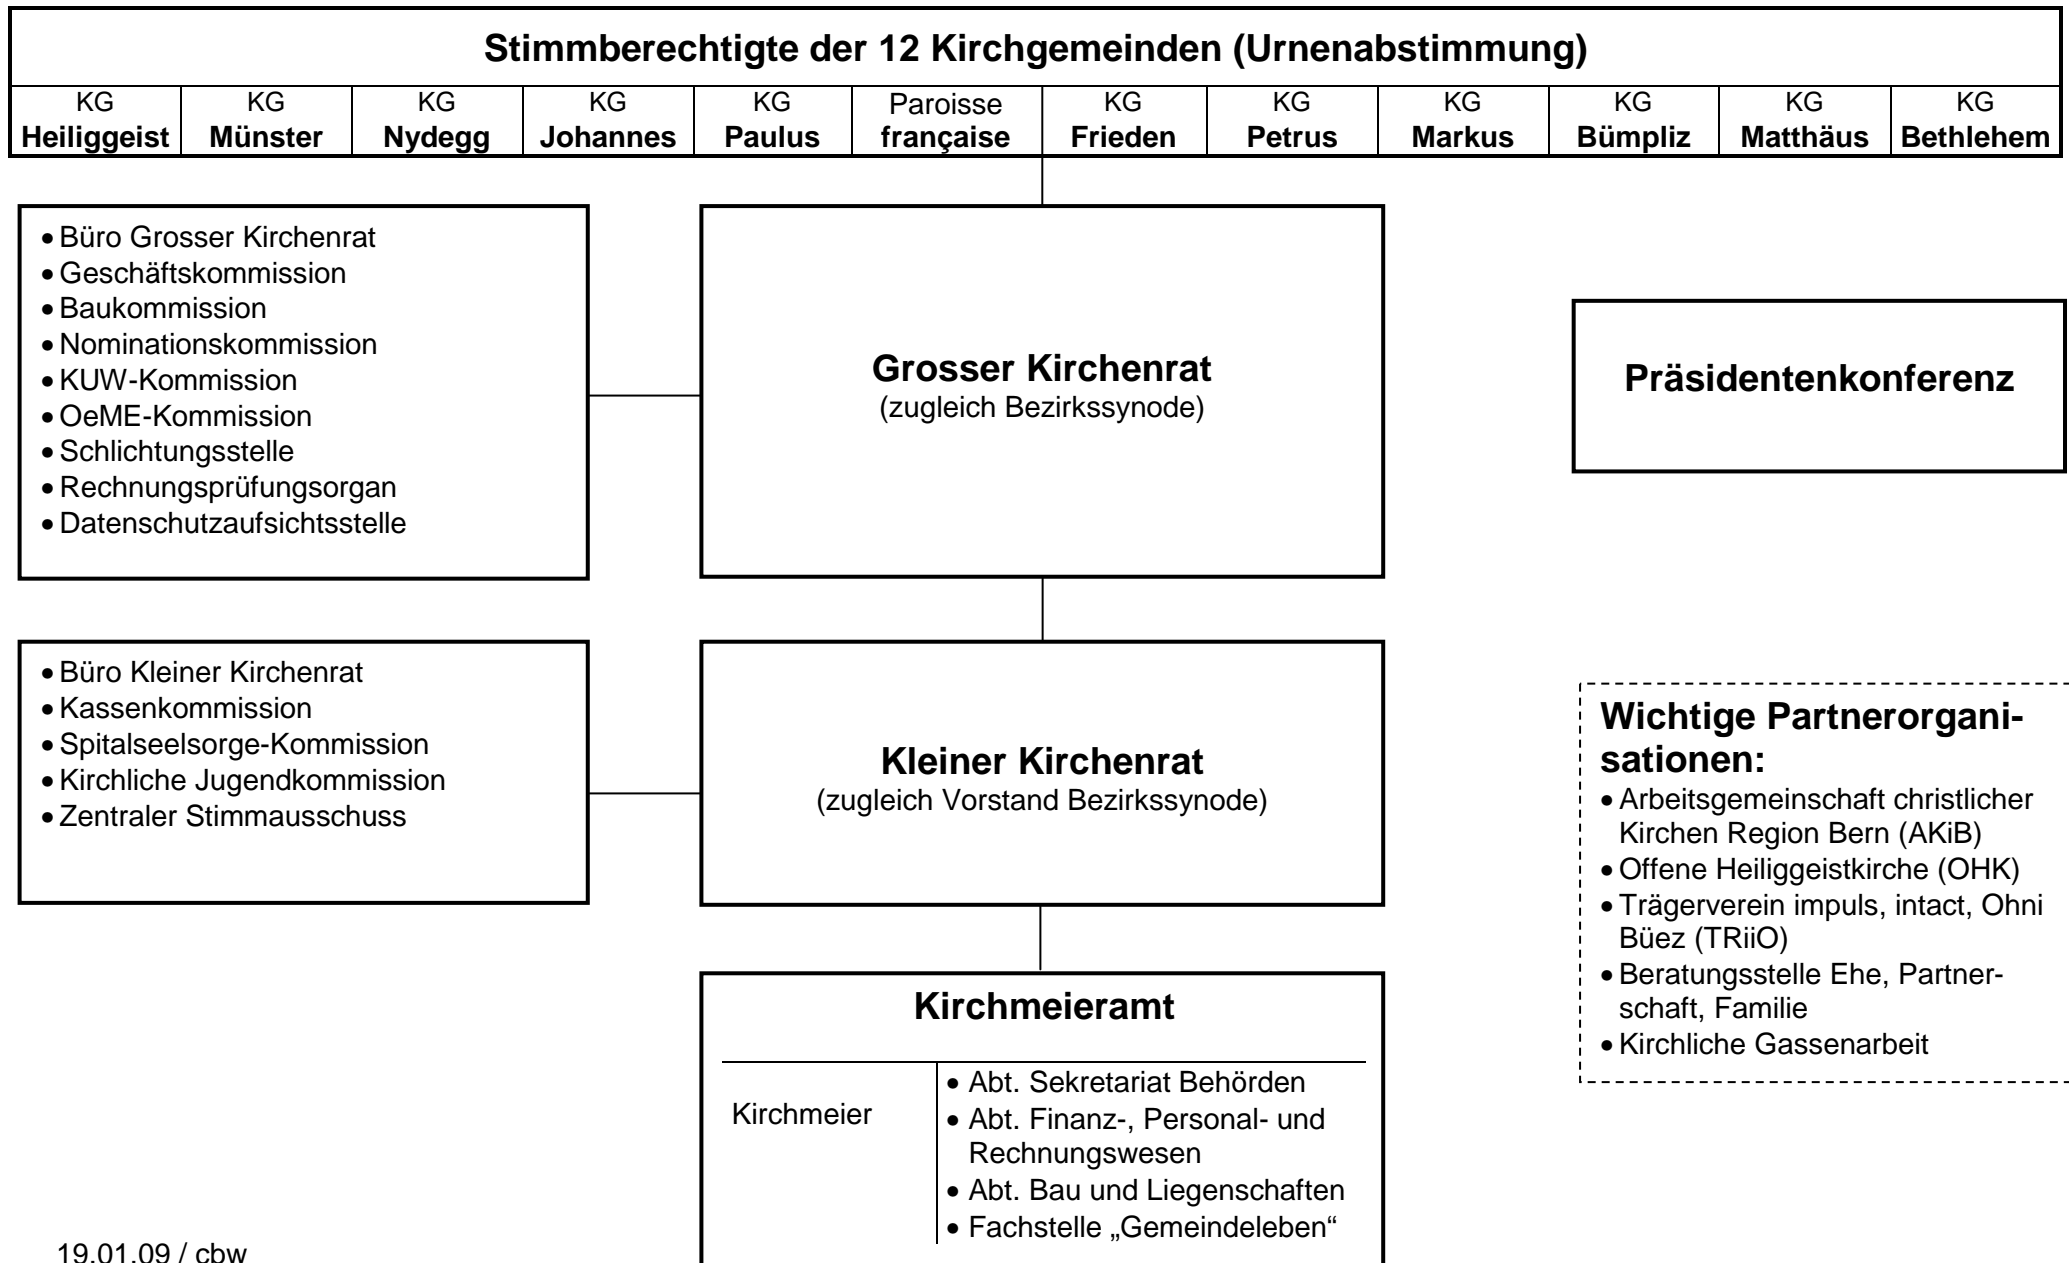 Stimmberechtigte der 12 Kirchgemeinden (Urnenabstimmung)
KG Heiliggeist
KG Münster
KG Nydegg
KG Johannes
KG Paulus
Paroisse française
KG Frieden
KG Petrus
KG Markus
KG Bümpliz
KG Matthäus
KG Bethlehem
• Büro Grosser Kirchenrat
• Geschäftskommission
• Baukommission
• Nominationskommission
• KUW-Kommission
• OeME-Kommission
• Schlichtungsstelle
• Rechnungsprüfungsorgan
• Datenschutzaufsichtsstelle
Grosser Kirchenrat
(zugleich Bezirkssynode)
Präsidentenkonferenz
• Büro Kleiner Kirchenrat
• Kassenkommission
• Spitalseelsorge-Kommission
• Kirchliche Jugendkommission
• Zentraler Stimmausschuss
Kleiner Kirchenrat
(zugleich Vorstand Bezirkssynode)
Wichtige Partnerorgani-
sationen:
• Arbeitsgemeinschaft christlicher
Kirchen Region Bern (AKiB)
• Offene Heiliggeistkirche (OHK)
• Trägerverein impuls, intact, Ohni
Büez (TRiiO)
• Beratungsstelle Ehe, Partner-
schaft, Familie
• Kirchliche Gassenarbeit
Kirchmeieramt
Kirchmeier
• Abt. Sekretariat Behörden
• Abt. Finanz-, Personal- und
Rechnungswesen
• Abt. Bau und Liegenschaften
• Fachstelle „Gemeindeleben“
19.01.09 / cbw